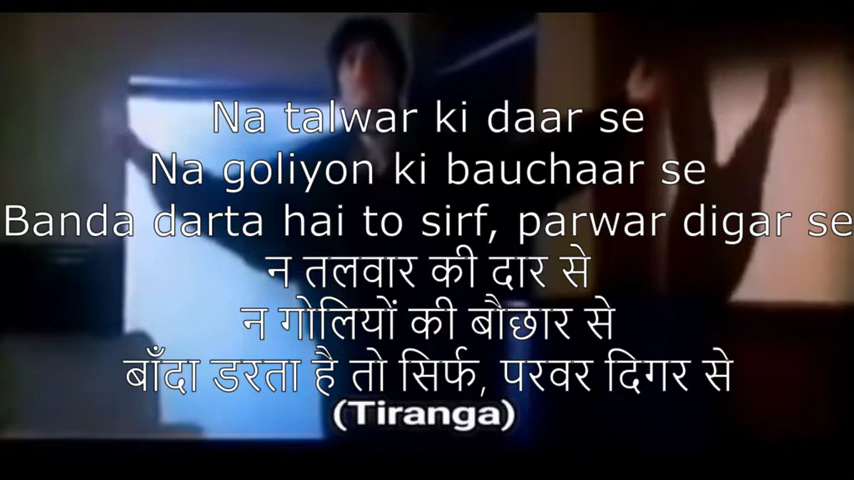 Na talwar ki daar se
Na goliyon ki bauchaar se
Banda darta hai to sirf, parwar digar se
न तलवार की दार से
न गोलियों की बौछार से
बाँदा डरता है तो सिर्फ, परवर दिगर से
(Tiranga)